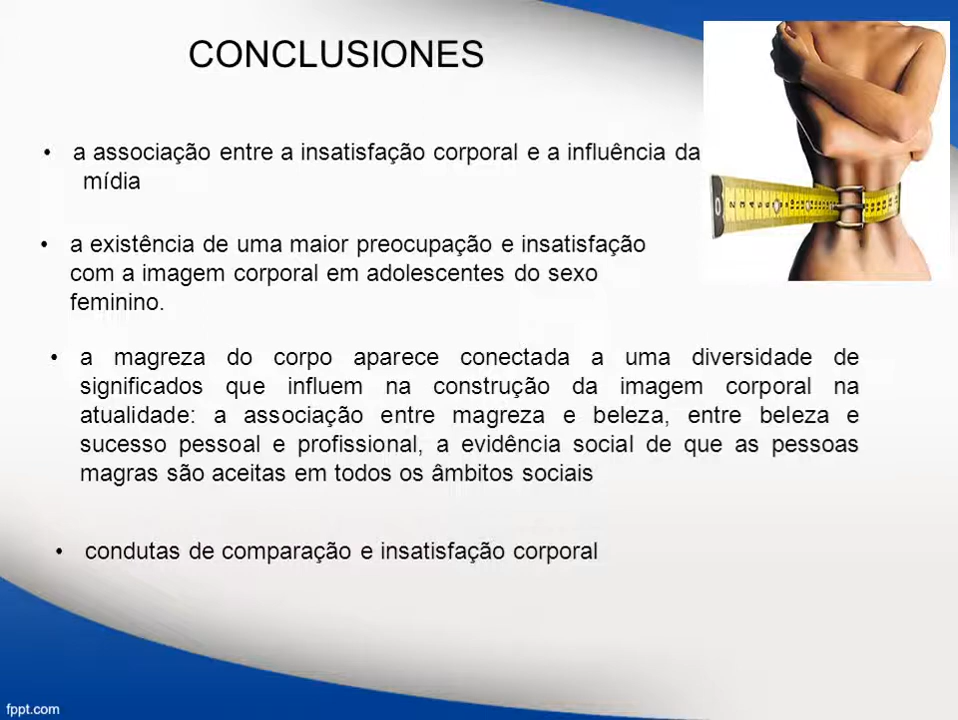 CONCLUSIONES
• a associação entre a insatisfação corporal e a influência da
mídia
• a existência de uma maior preocupação e insatisfação
com a imagem corporal em adolescentes do sexo
feminino.
• a magreza do corpo aparece conectada a uma diversidade de
significados que influem na construção da imagem corporal na
atualidade: a associação entre magreza e beleza, entre beleza e
sucesso pessoal e profissional, a evidência social de que as pessoas
magras são aceitas em todos os âmbitos sociais
• condutas de comparação e insatisfação corporal
fppt.com